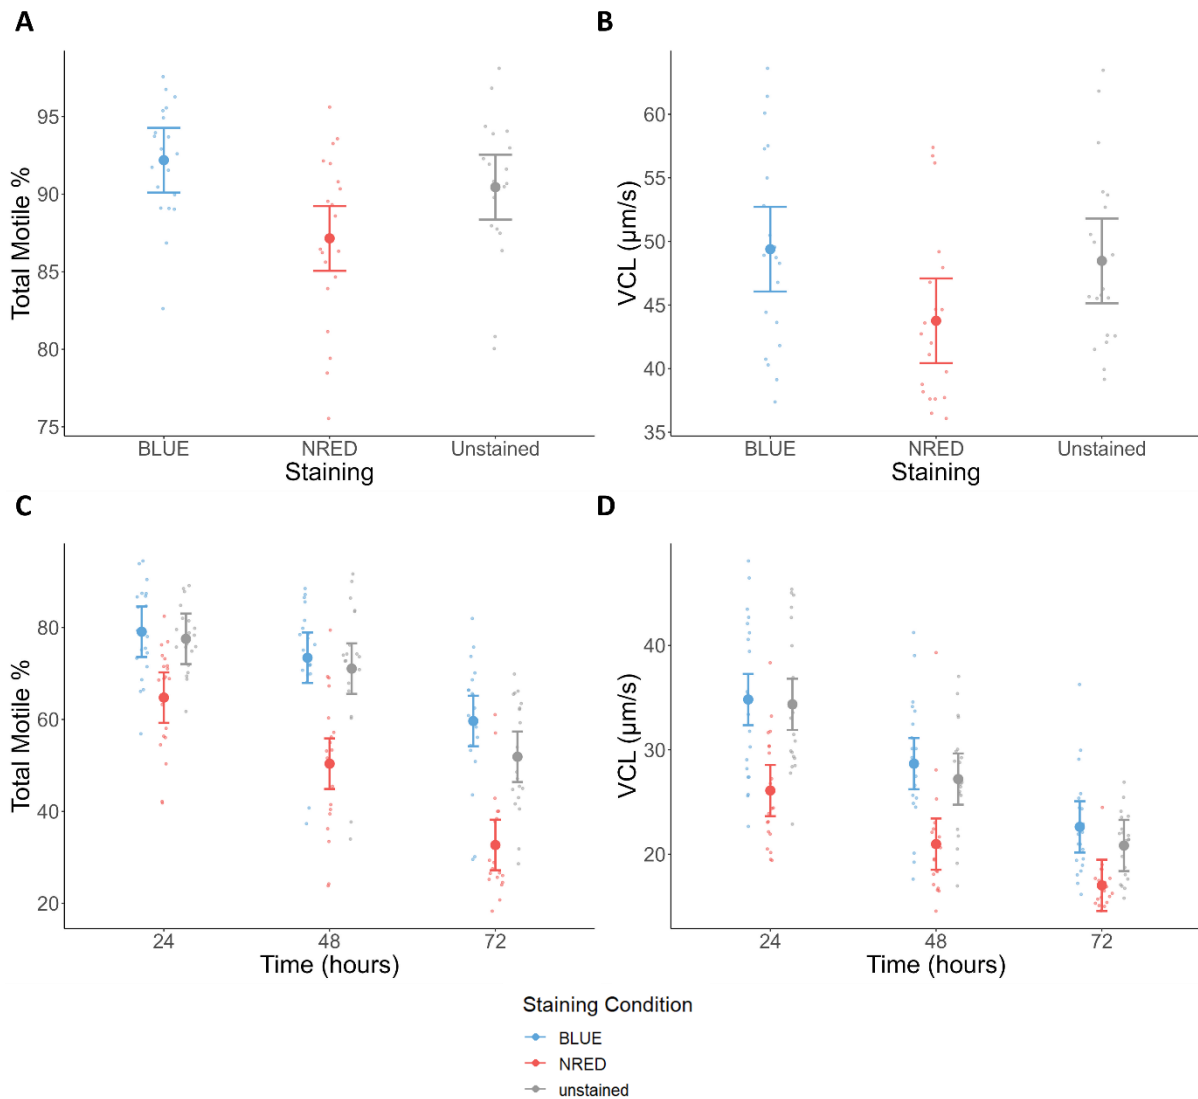 A
B
Total Motile %
95
90
85
80
75
BLUE
NRED
Unstained
Staining
VCL (µm/s)
60
55
50
45
40
35
BLUE
NRED
Unstained
Staining
C
D
Total Motile %
80
60
40
20
24
48
72
Time (hours)
VCL (µm/s)
40
30
20
24
48
72
Time (hours)
Staining Condition
BLUE
NRED
unstained